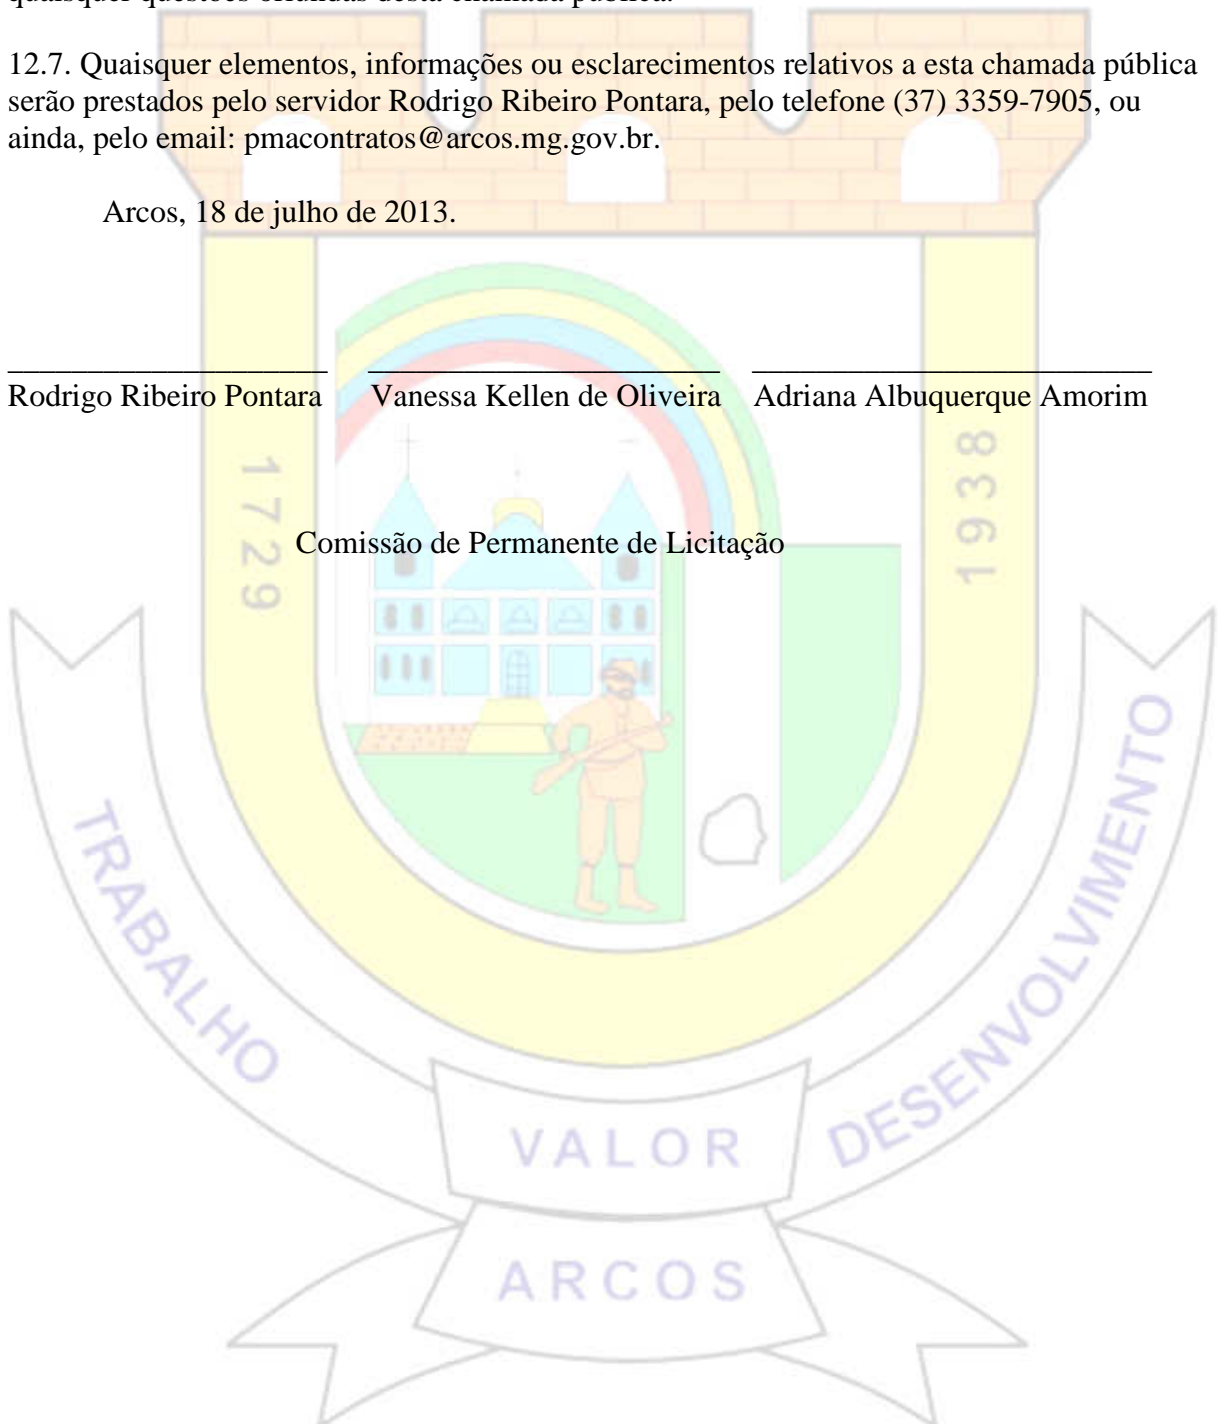 quaisquer questões oriundas desta chamada pública.
12.7. Quaisquer elementos, informações ou esclarecimentos relativos a esta chamada pública
serão prestados pelo servidor Rodrigo Ribeiro Pontara, pelo telefone (37) 3359-7905, ou
ainda, pelo email: pmacontratos@arcos.mg.gov.br.
Arcos, 18 de julho de 2013.
Rodrigo Ribeiro Pontara Vanessa Kellen de Oliveira Adriana Albuquerque Amorim
Comissão de Permanente de Licitação
1729
1938
TRABALHO
VALOR
DESENVOLVIMENTO
ARCOS